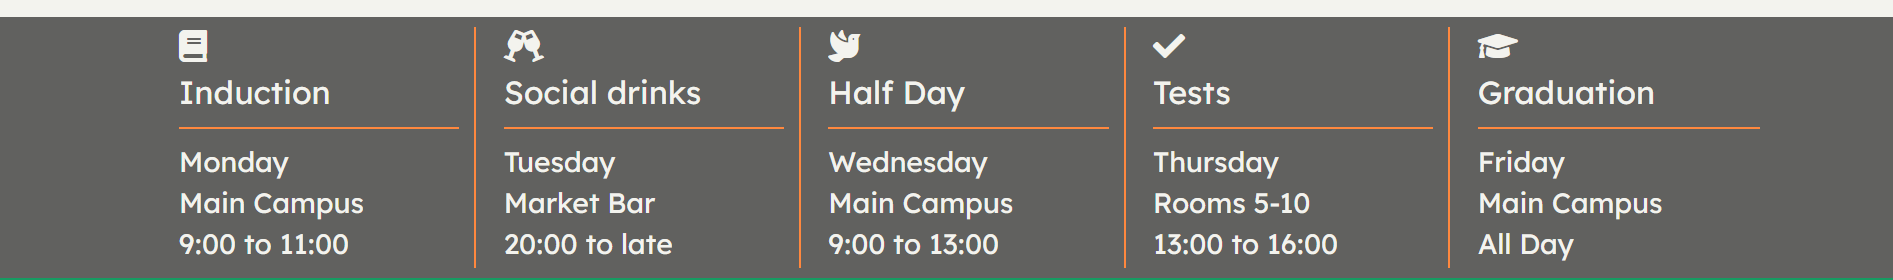 Induction
Monday
Main Campus
9:00 to 11:00
Social drinks
Tuesday
Market Bar
20:00 to late
Half Day
Wednesday
Main Campus
9:00 to 13:00
Tests
Thursday
Rooms 5-10
13:00 to 16:00
Graduation
Friday
Main Campus
All Day